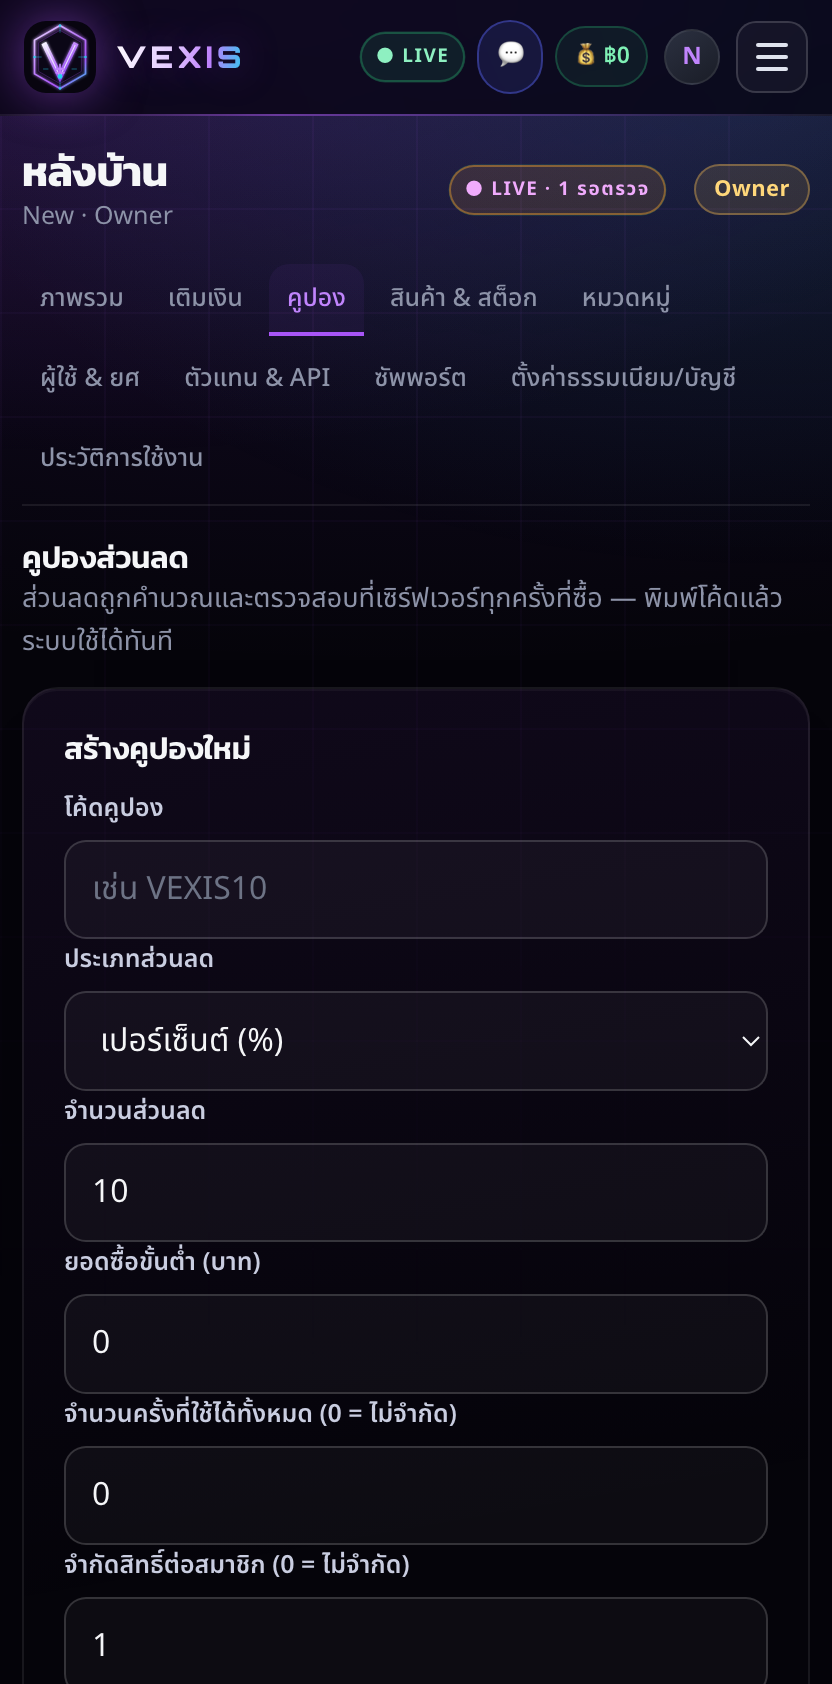 VEXIS
LIVE
฿0
N
หลังบ้าน
New · Owner
LIVE · 1 รอตรวจ
Owner
ภาพรวม
เติมเงิน
คูปอง
สินค้า & สต็อก
หมวดหมู่
ผู้ใช้ & ยศ
ตัวแทน & API
ซัพพอร์ต
ตั้งค่าธรรมเนียม/บัญชี
ประวัติการใช้งาน
คูปองส่วนลด
ส่วนลดถูกคำนวณและตรวจสอบที่เซิร์ฟเวอร์ทุกครั้งที่ซื้อ — พิมพ์โค้ดแล้ว
ระบบใช้ได้ทันที
สร้างคูปองใหม่
โค้ดคูปอง
เช่น VEXIS10
ประเภทส่วนลด
เปอร์เซ็นต์ (%)
จำนวนส่วนลด
10
ยอดซื้อขั้นต่ำ (บาท)
0
จำนวนครั้งที่ใช้ได้ทั้งหมด (0 = ไม่จำกัด)
0
จำกัดสิทธิ์ต่อสมาชิก (0 = ไม่จำกัด)
1